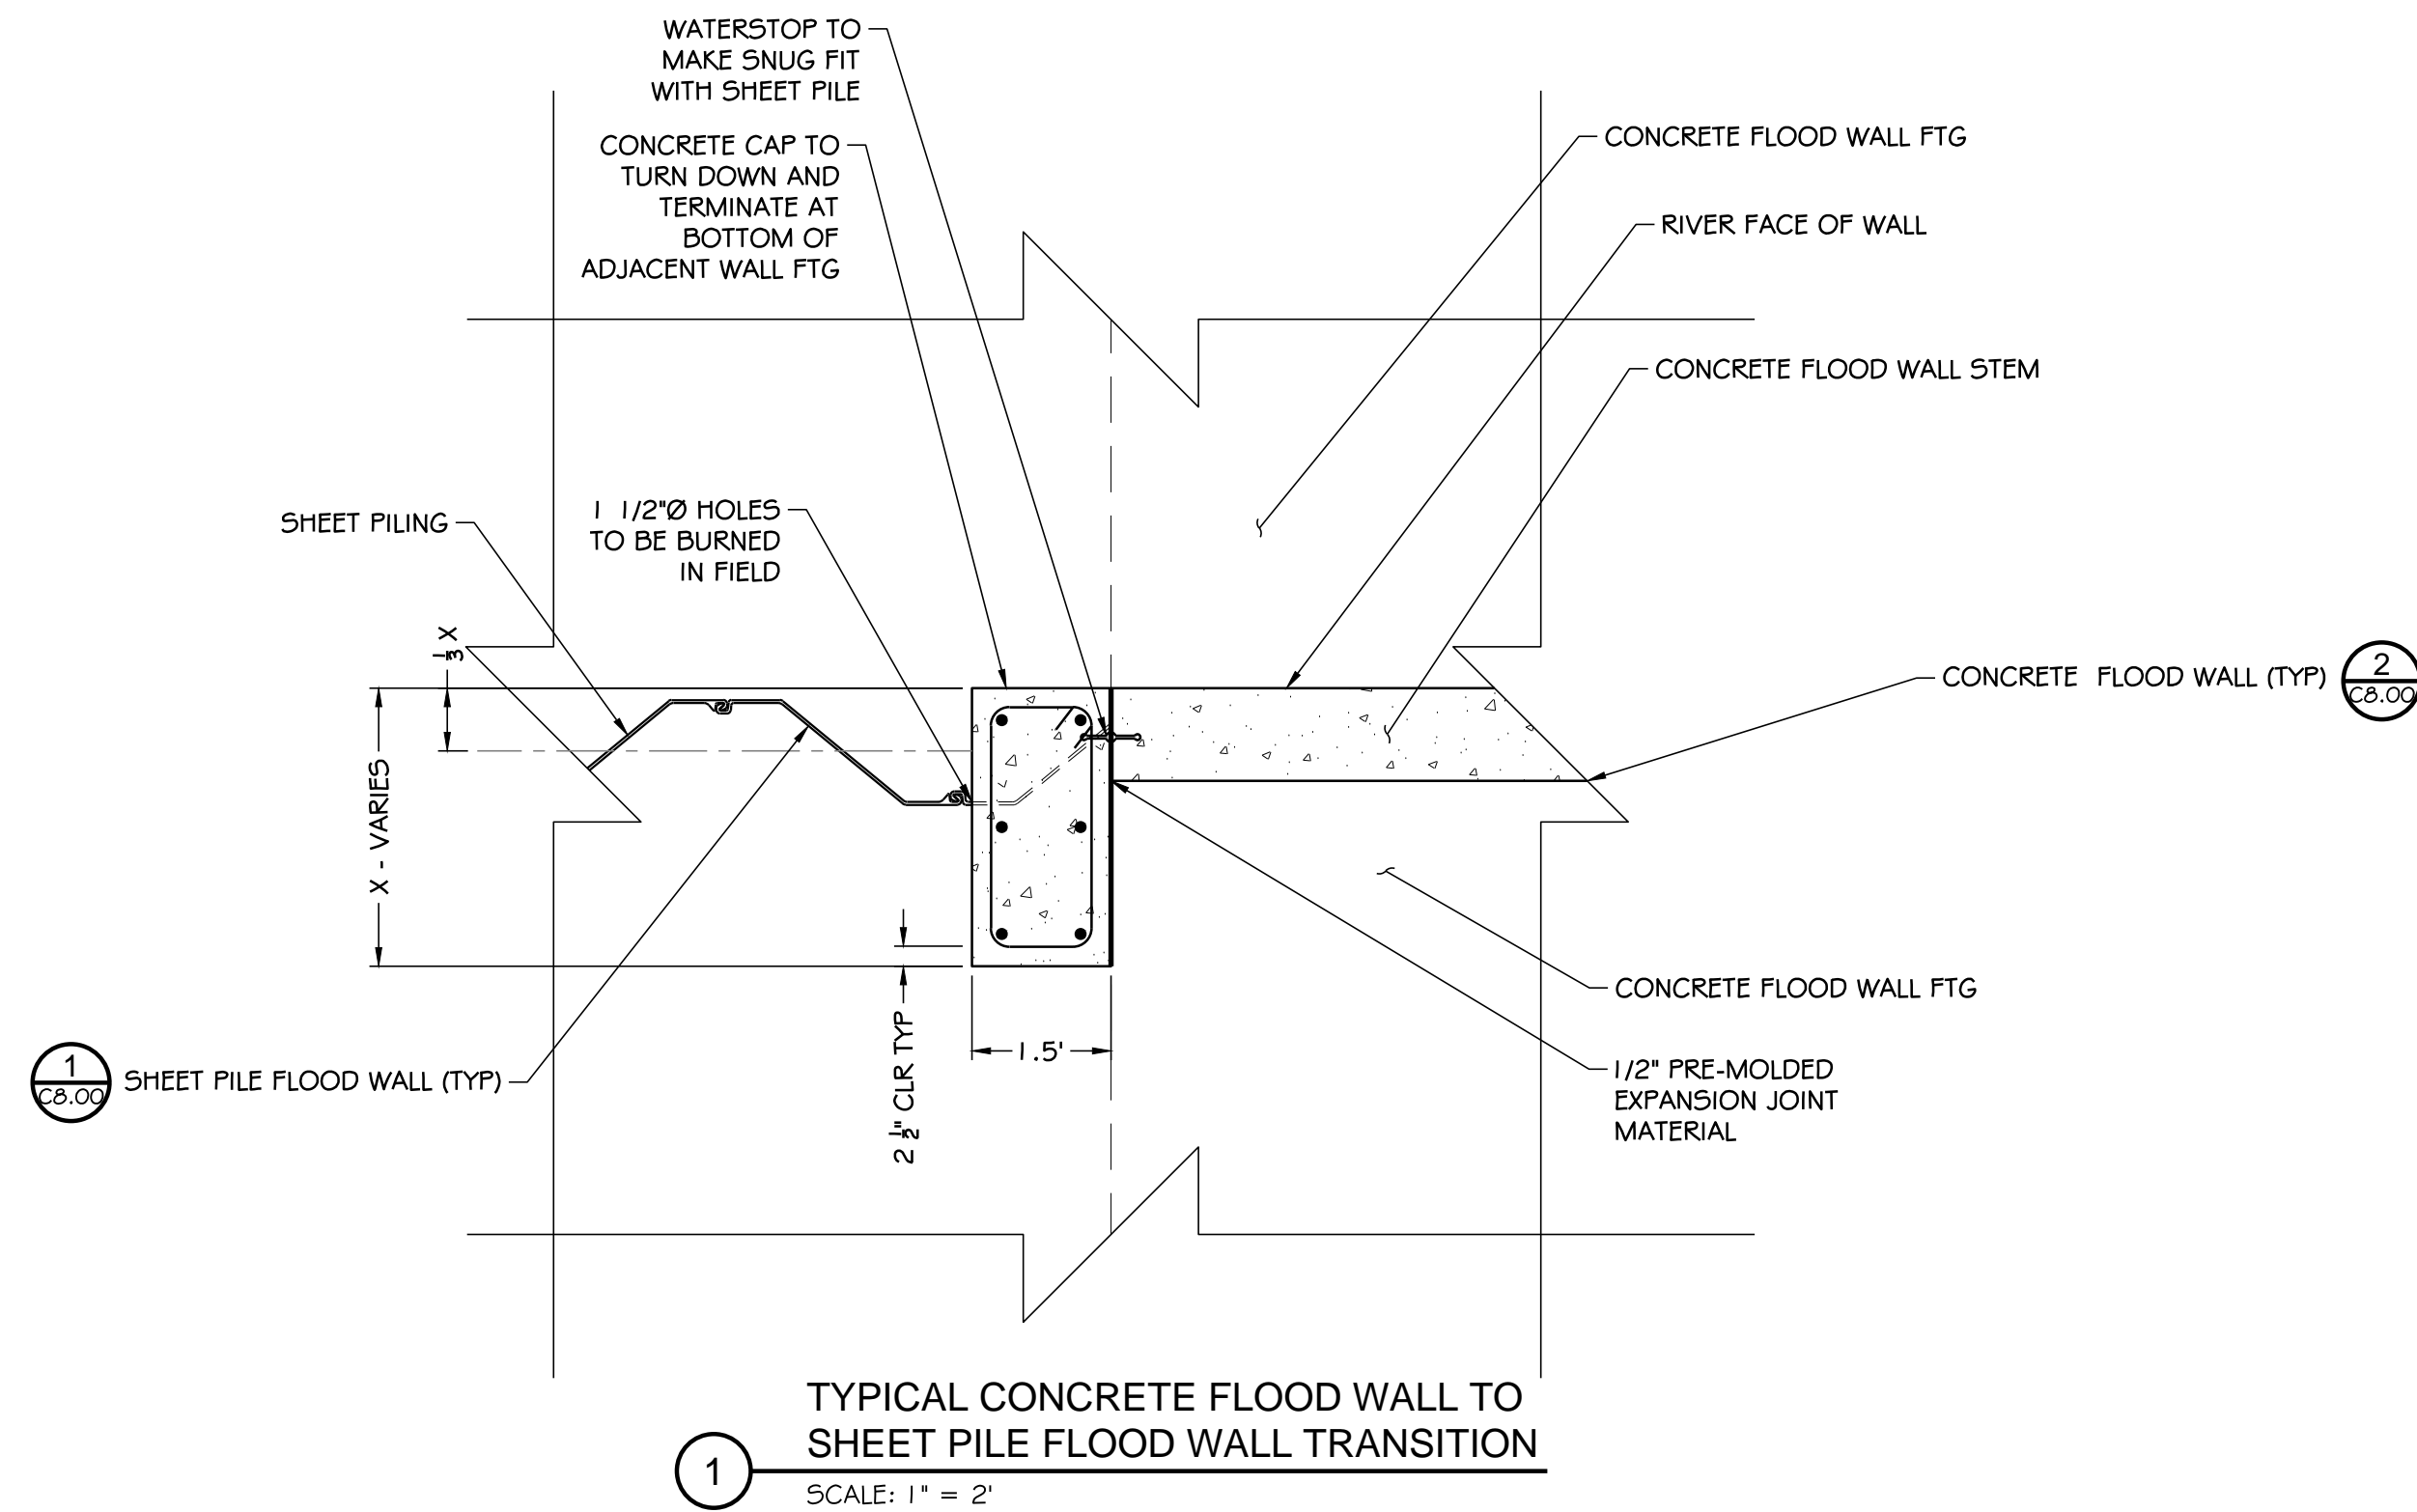 WATERSTOP TO
MAKE SNUG FIT
WITH SHEET PILE
CONCRETE CAP TO
TURN DOWN AND
TERMINATE AT
BOTTOM OF
ADJACENT WALL FTG
CONCRETE FLOOD WALL FTG
RIVER FACE OF WALL
CONCRETE FLOOD WALL STEM
SHEET PILING
1 1/2"Ø HOLES
TO BE BURNED
IN FIELD
1/3 X
X - VARIES
CONCRETE FLOOD WALL (TYP)
2
C8.00
CONCRETE FLOOD WALL FTG
1/2" PRE-MOLDED
EXPANSION JOINT
MATERIAL
1.5'
2 1/2" CLR TYP
1
C8.00
SHEET PILE FLOOD WALL (TYP)
TYPICAL CONCRETE FLOOD WALL TO
SHEET PILE FLOOD WALL TRANSITION
1
SCALE: 1" = 2'